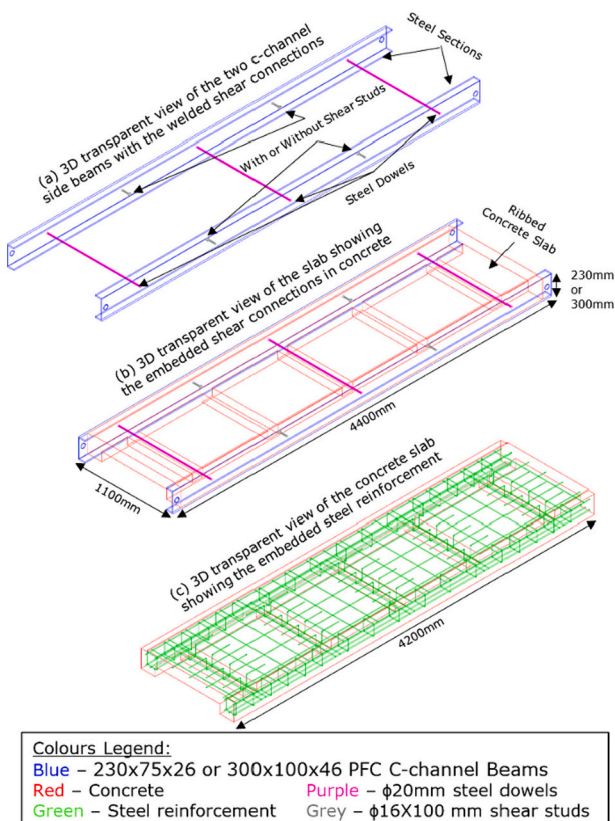 Steel Sections
(a) 3D transparent view of the two c-channel
side beams with the welded shear connections
With or Without Shear Studs
Steel Dowels
Ribbed
Concrete Slab
230mm
or
300mm
(b) 3D transparent view of the slab showing
the embedded shear connections in concrete
4400mm
1100mm
(c) 3D transparent view of the concrete slab
showing the embedded steel reinforcement
4200mm
Colours Legend:
Blue – 230x75x26 or 300x100x46 PFC C-channel Beams
Red – Concrete Purple – ϕ20mm steel dowels
Green – Steel reinforcement Grey – ϕ16X100 mm shear studs